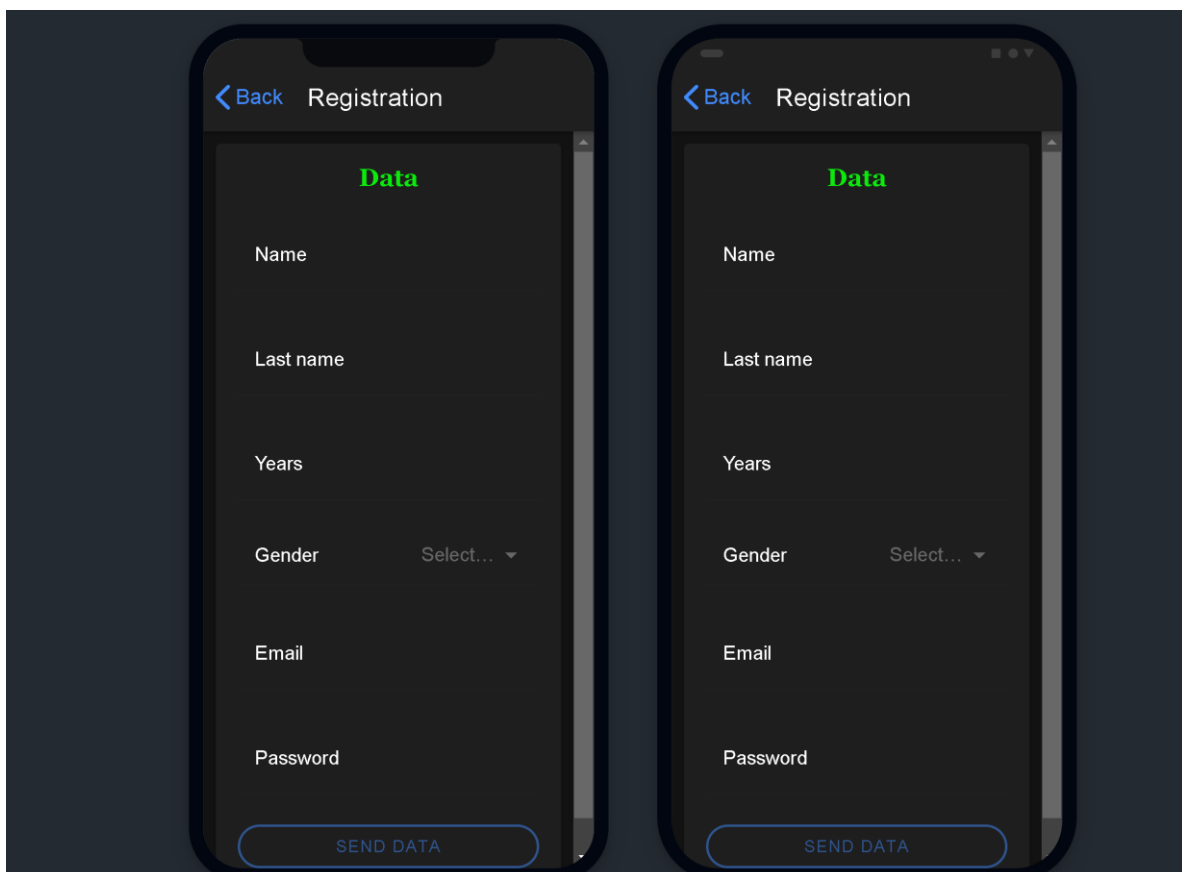 Back Registration
Data
Name
Last name
Years
Gender Select...
Email
Password
SEND DATA
Back Registration
Data
Name
Last name
Years
Gender Select...
Email
Password
SEND DATA